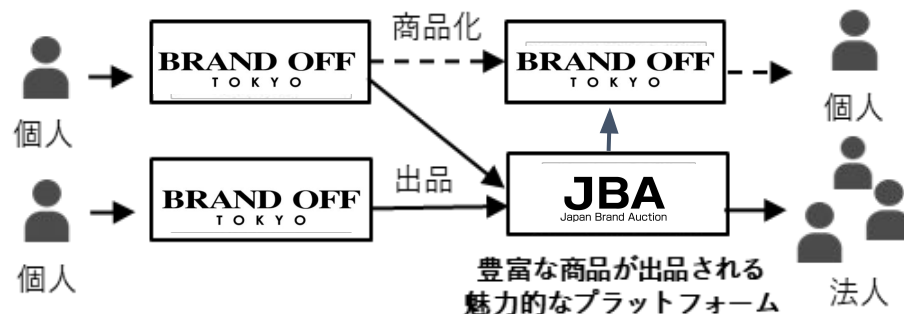 商品化
BRAND OFF
TOKYO
BRAND OFF
TOKYO
個人
個人
出品
BRAND OFF
TOKYO
JBA
Japan Brand Auction
個人
豊富な商品が出品される
魅力的なプラットフォーム
法人